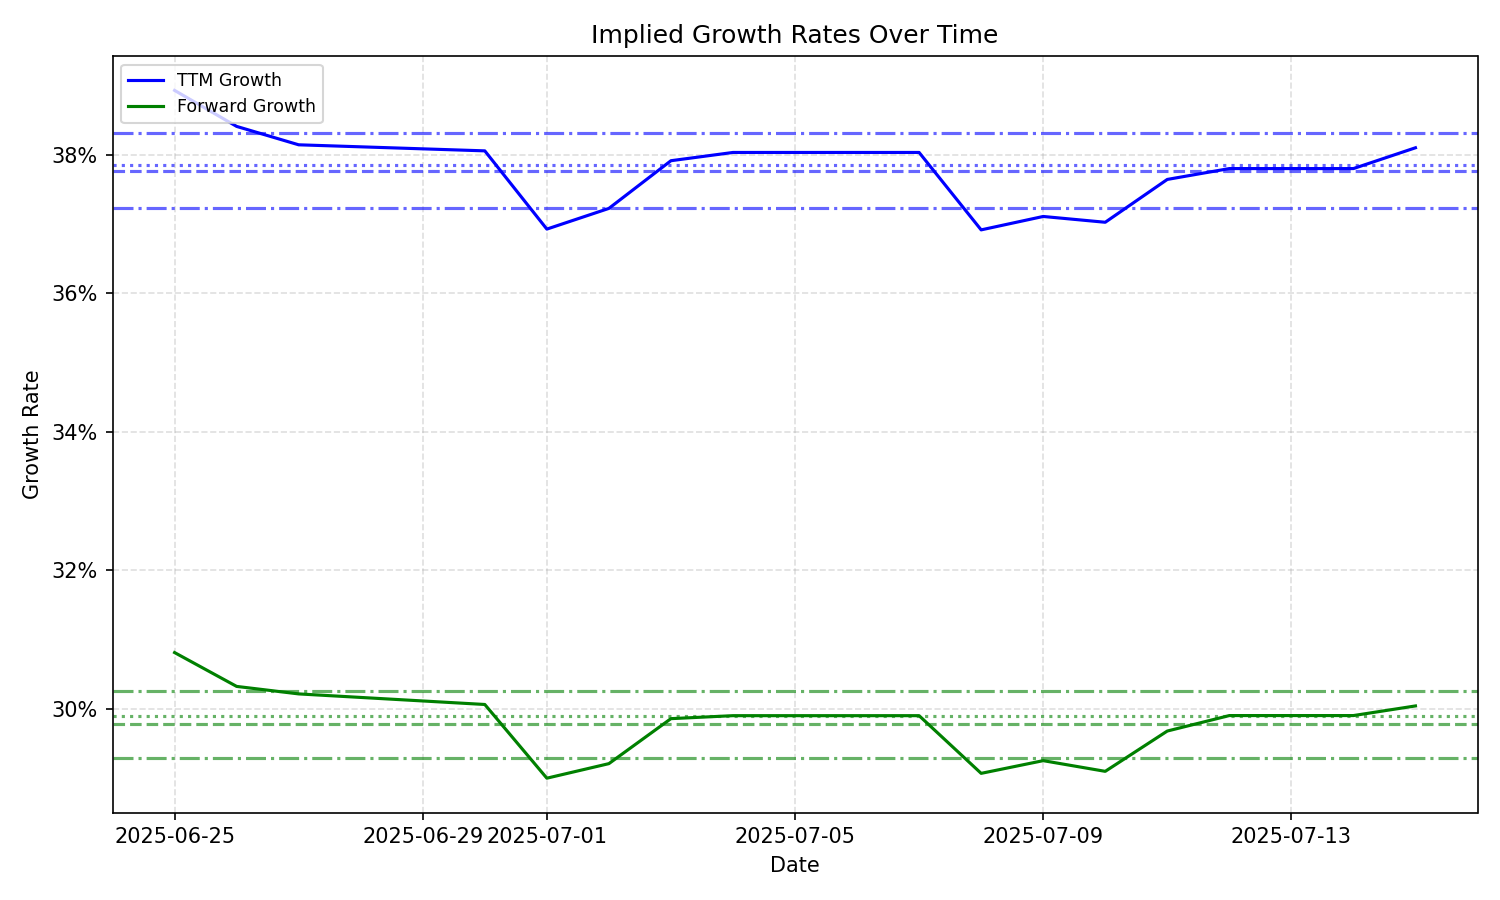 Implied Growth Rates Over Time
TTM Growth
Forward Growth
38%
36%
34%
32%
30%
Growth Rate
2025-06-25
2025-06-29
2025-07-01
2025-07-05
2025-07-09
2025-07-13
Date